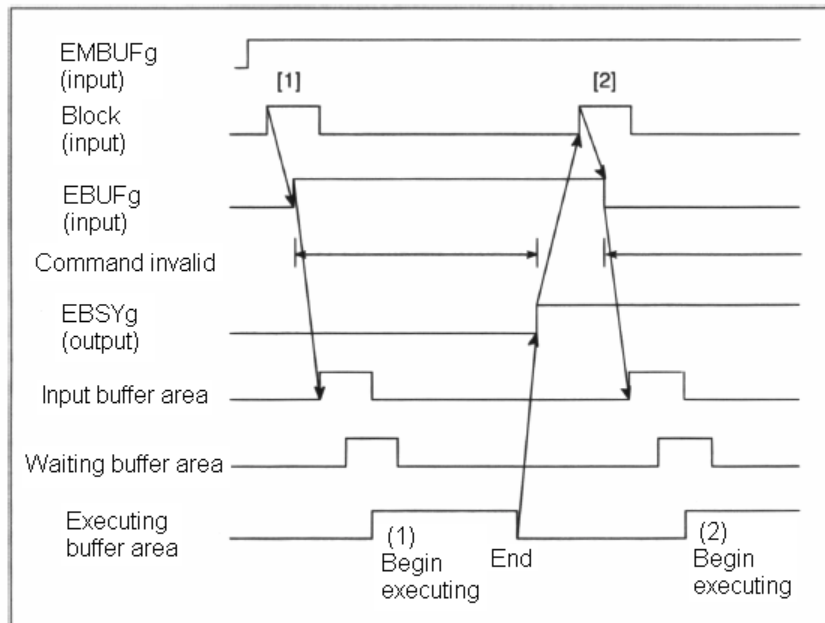 EMBUFg
(input)
[1]
[2]
Block
(input)
EBUFg
(input)
Command invalid
EBSYg
(output)
Input buffer area
Waiting buffer area
Executing
buffer area
(1)
Begin
executing
End
(2)
Begin
executing